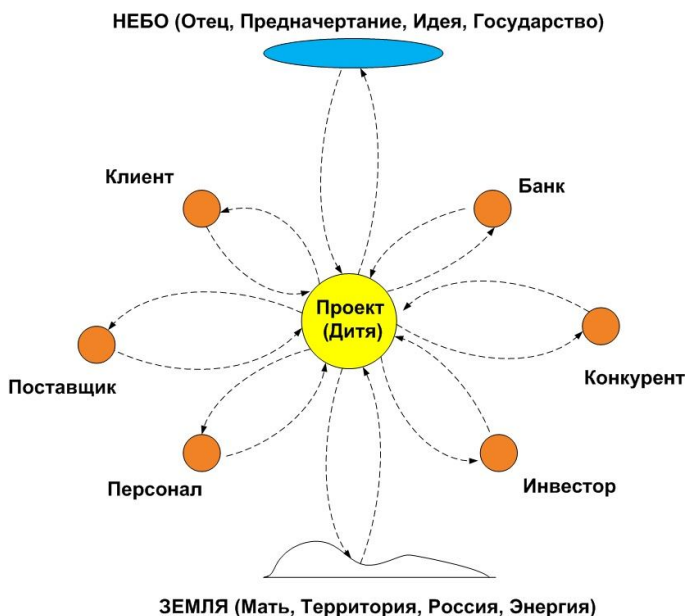 НЕБО (Отец, Предначертание, Идея, Государство)
Клиент
Банк
Проект
(Дитя)
Поставщик
Конкурент
Персонал
Инвестор
ЗЕМЛЯ (Мать, Территория, Россия, Энергия)